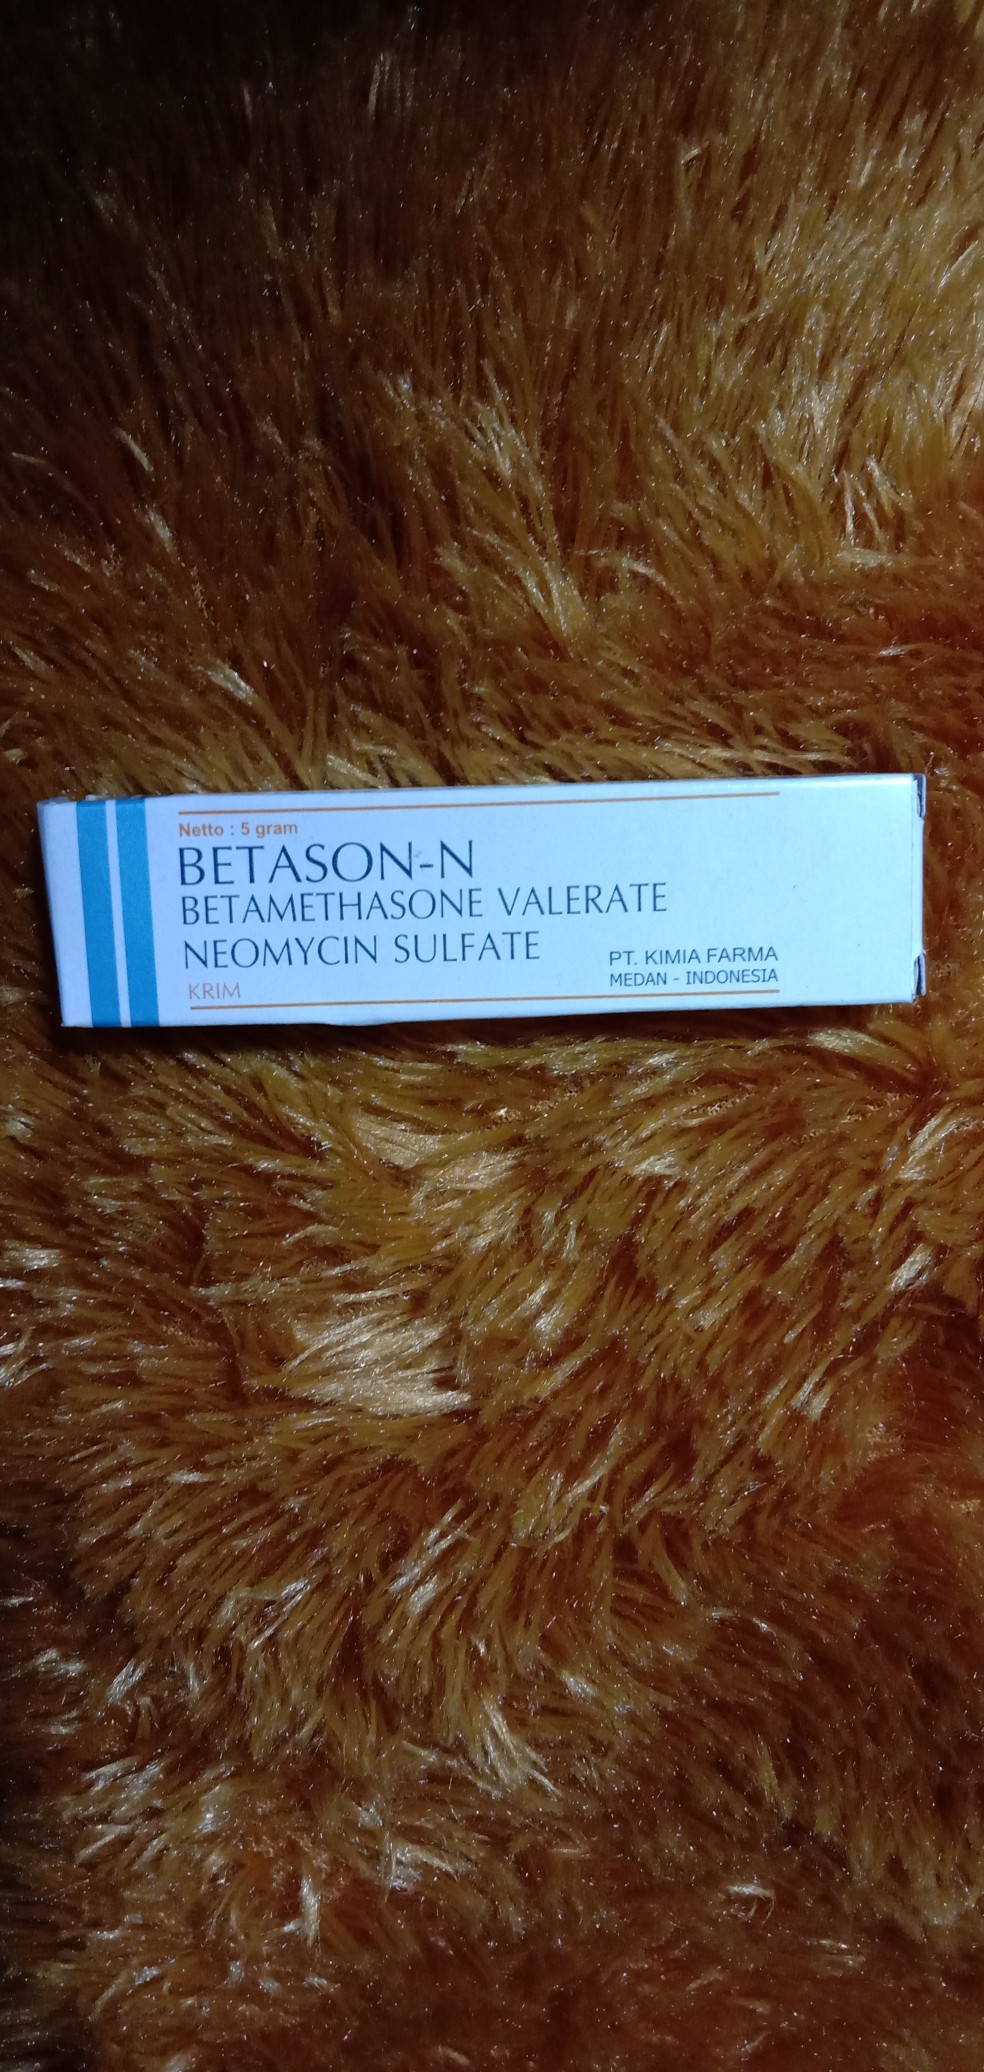 Netto : 5 gram
BETASON-N
BETAMETHASONE VALERATE
NEOMYCIN SULFATE
KRIM
PT. KIMIA FARMA
MEDAN - INDONESIA